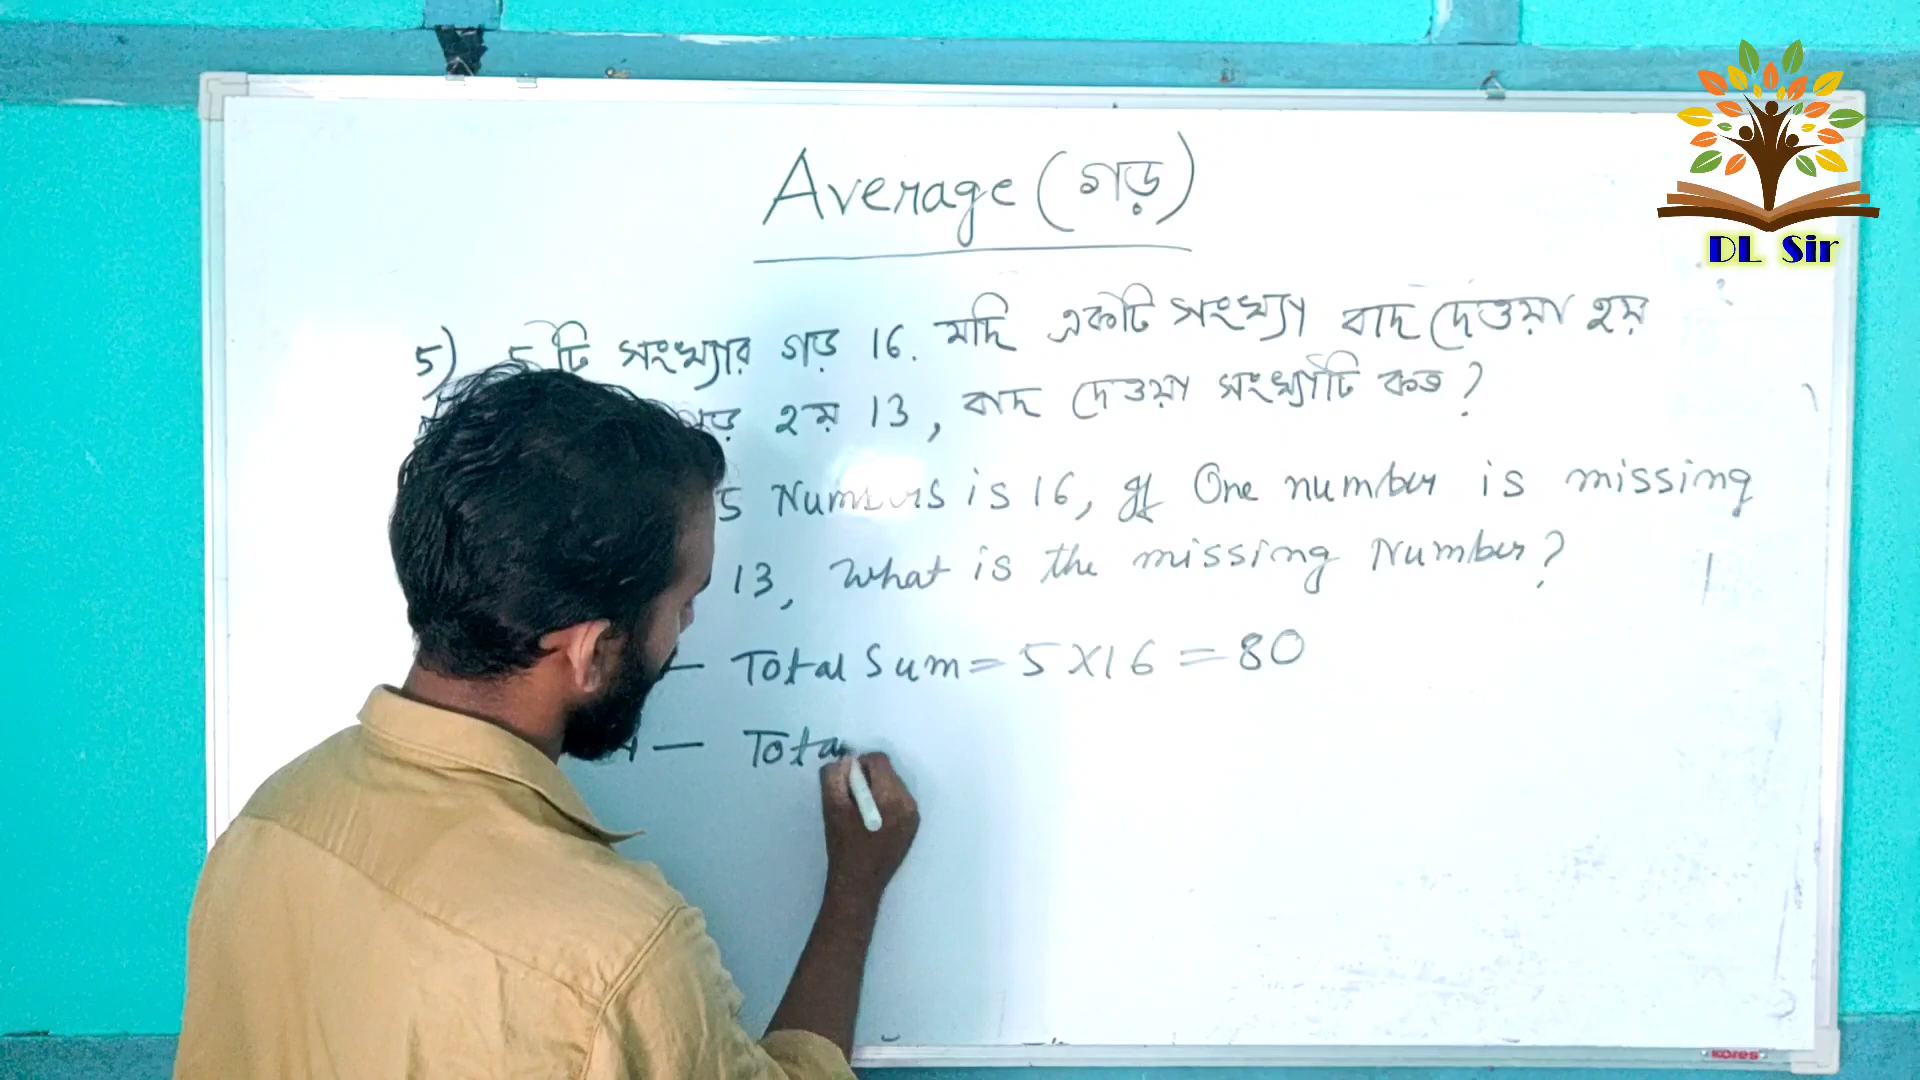 Average (গড়)
5) 5 টি সংখ্যার গড় 16. যদি একটি সংখ্যা বাদ দেওয়া হয়
হয় 13, বাদ দেওয়া সংখ্যাটি কত?
5 Numbers is 16, If One number is missing
13, What is the missing Number?
— Total Sum = 5 X 16 = 80
— Tota
DL Sir
KORES